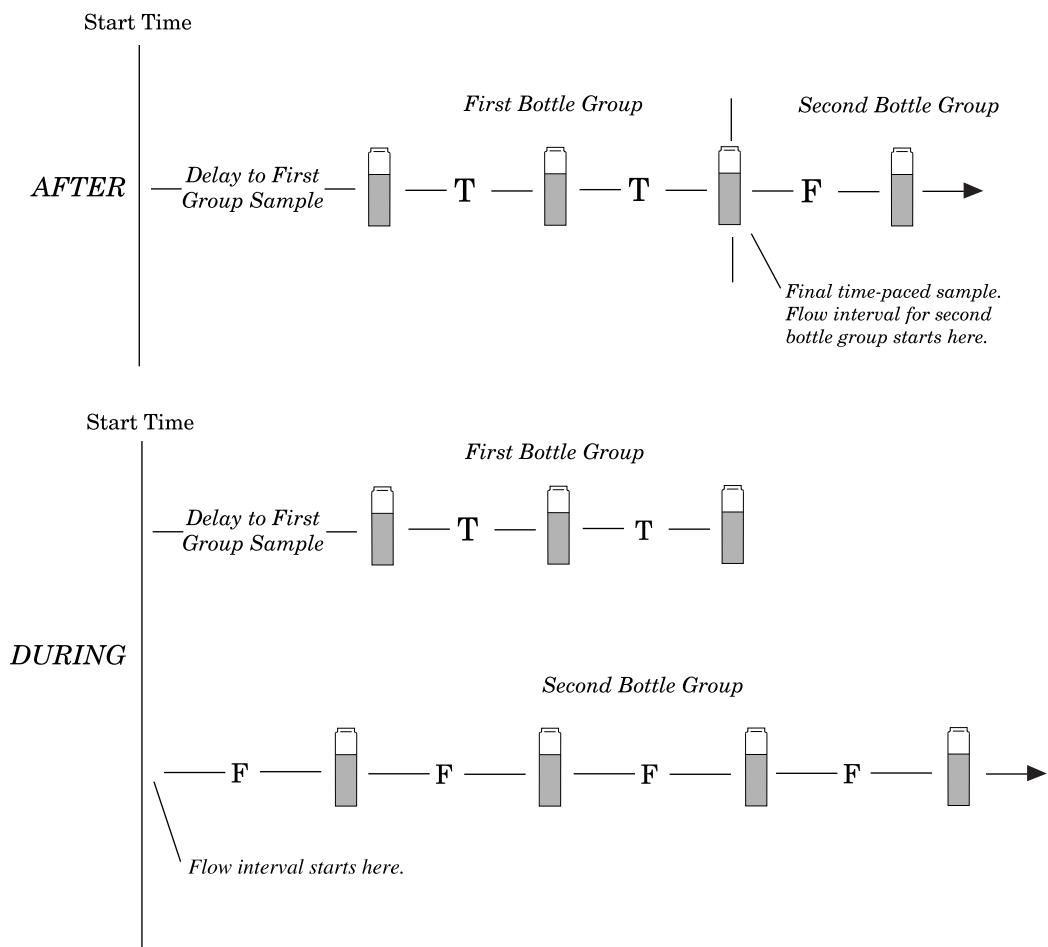 Start Time
First Bottle Group
Second Bottle Group
AFTER
Delay to First
Group Sample
T
T
F
Final time-paced sample.
Flow interval for second
bottle group starts here.
Start Time
First Bottle Group
Delay to First
Group Sample
T
T
DURING
Second Bottle Group
F
F
F
F
Flow interval starts here.